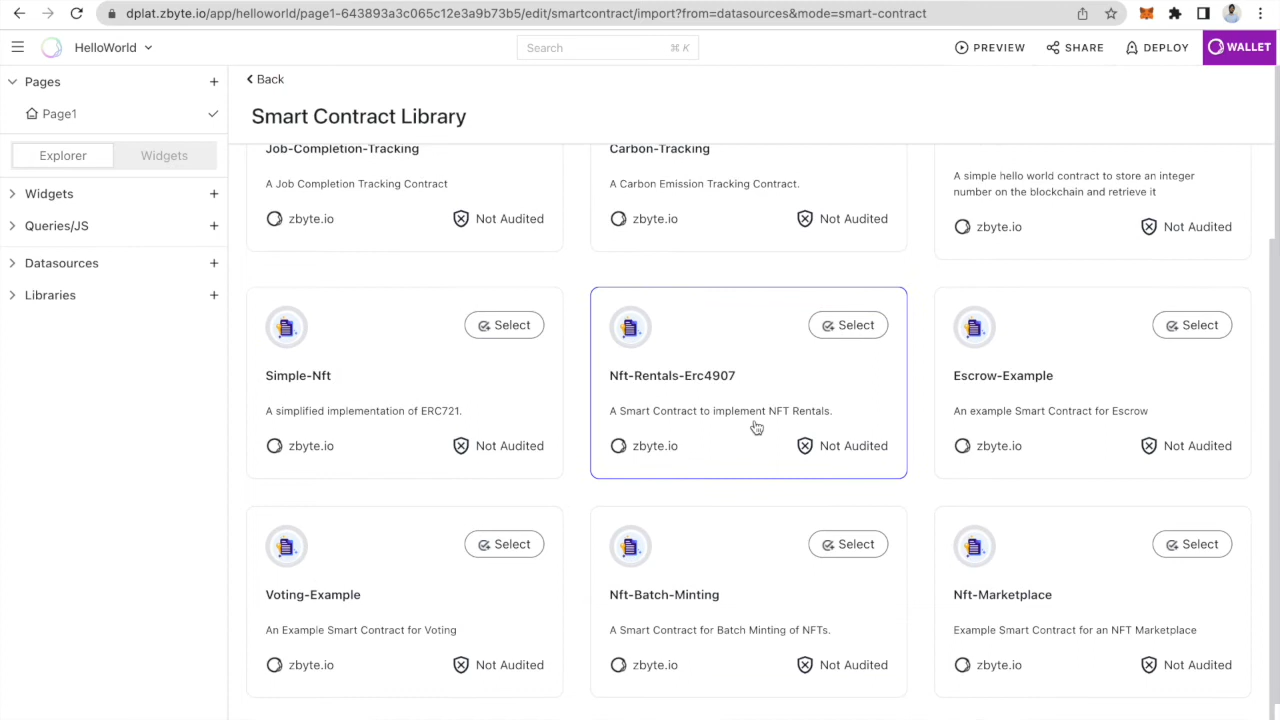 dplat.zbyte.io/app/helloworld/page1-643893a3c065c12e3a9b73b5/edit/smartcontract/import?from=datasources&mode=smart-contract
HelloWorld
Search
⌘ K
PREVIEW
SHARE
DEPLOY
WALLET
Pages
Page1
Explorer
Widgets
Widgets
Queries/JS
Datasources
Libraries
Back
Smart Contract Library
Job-Completion-Tracking
A Job Completion Tracking Contract
zbyte.io
Not Audited
Carbon-Tracking
A Carbon Emission Tracking Contract.
zbyte.io
Not Audited
A simple hello world contract to store an integer
number on the blockchain and retrieve it
zbyte.io
Not Audited
Select
Simple-Nft
A simplified implementation of ERC721.
zbyte.io
Not Audited
Select
Nft-Rentals-Erc4907
A Smart Contract to implement NFT Rentals.
zbyte.io
Not Audited
Select
Escrow-Example
An example Smart Contract for Escrow
zbyte.io
Not Audited
Select
Voting-Example
An Example Smart Contract for Voting
zbyte.io
Not Audited
Select
Nft-Batch-Minting
A Smart Contract for Batch Minting of NFTs.
zbyte.io
Not Audited
Select
Nft-Marketplace
Example Smart Contract for an NFT Marketplace
zbyte.io
Not Audited